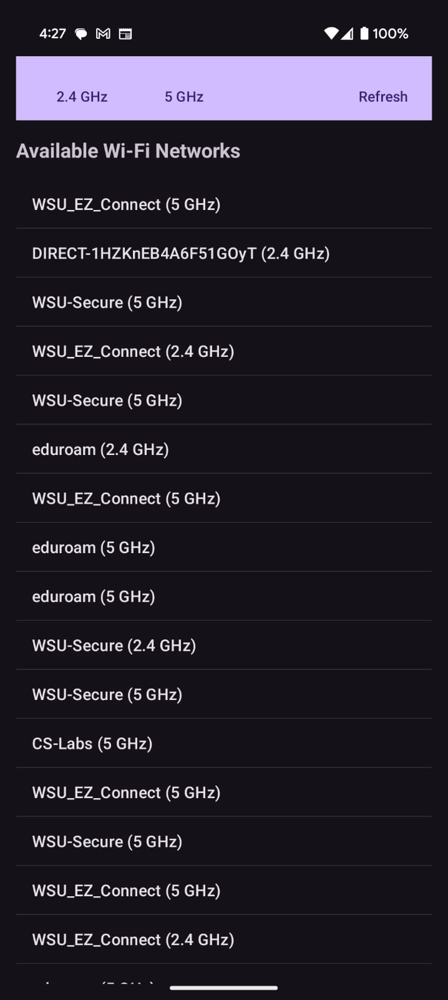 4:27 100%
2.4 GHz 5 GHz Refresh
Available Wi-Fi Networks
WSU_EZ_Connect (5 GHz)
DIRECT-1HZKnEB4A6F51GOyT (2.4 GHz)
WSU-Secure (5 GHz)
WSU_EZ_Connect (2.4 GHz)
WSU-Secure (5 GHz)
eduroam (2.4 GHz)
WSU_EZ_Connect (5 GHz)
eduroam (5 GHz)
eduroam (5 GHz)
WSU-Secure (2.4 GHz)
WSU-Secure (5 GHz)
CS-Labs (5 GHz)
WSU_EZ_Connect (5 GHz)
WSU-Secure (5 GHz)
WSU_EZ_Connect (5 GHz)
WSU_EZ_Connect (2.4 GHz)